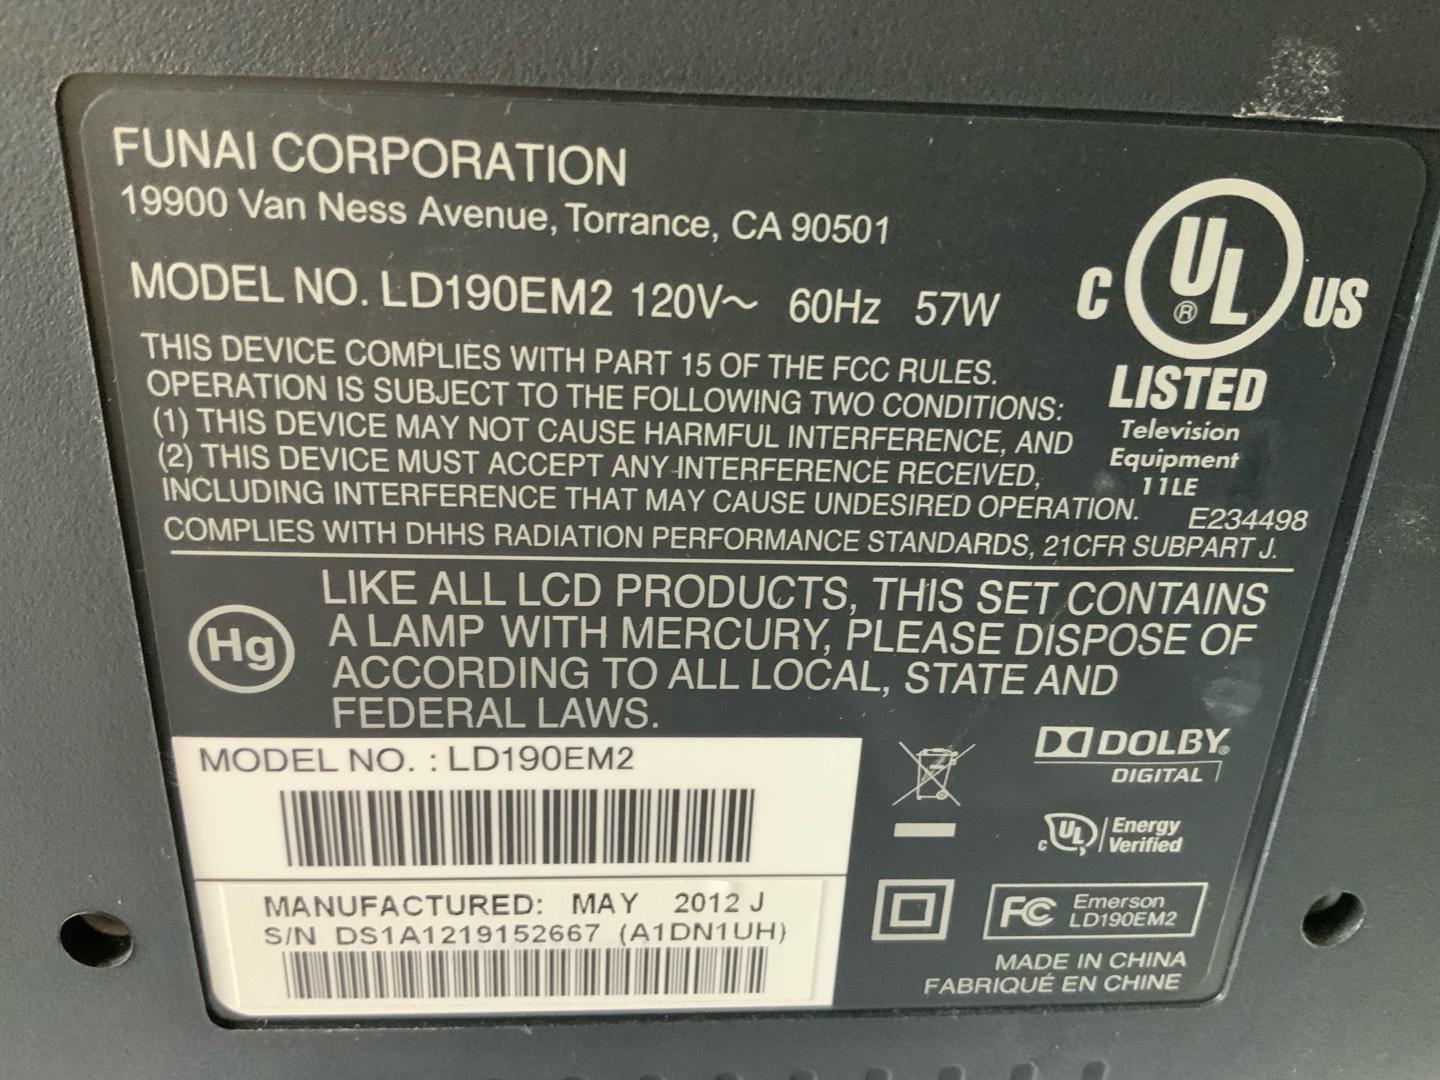 FUNAI CORPORATION
19900 Van Ness Avenue, Torrance, CA 90501
MODEL NO. LD190EM2 120V～ 60Hz 57W
THIS DEVICE COMPLIES WITH PART 15 OF THE FCC RULES.
OPERATION IS SUBJECT TO THE FOLLOWING TWO CONDITIONS:
(1) THIS DEVICE MAY NOT CAUSE HARMFUL INTERFERENCE, AND
(2) THIS DEVICE MUST ACCEPT ANY INTERFERENCE RECEIVED,
INCLUDING INTERFERENCE THAT MAY CAUSE UNDESIRED OPERATION.
COMPLIES WITH DHHS RADIATION PERFORMANCE STANDARDS, 21CFR SUBPART J.
C UL ® US
LISTED
Television
Equipment
11LE
E234498
Hg
LIKE ALL LCD PRODUCTS, THIS SET CONTAINS
A LAMP WITH MERCURY, PLEASE DISPOSE OF
ACCORDING TO ALL LOCAL, STATE AND
FEDERAL LAWS.
MODEL NO. : LD190EM2
MANUFACTURED: MAY 2012 J
S/N DS1A1219152667 (A1DN1UH)
DOLBY®
DIGITAL
c UL Energy
Verified
FC Emerson
LD190EM2
MADE IN CHINA
FABRIQUÉ EN CHINE